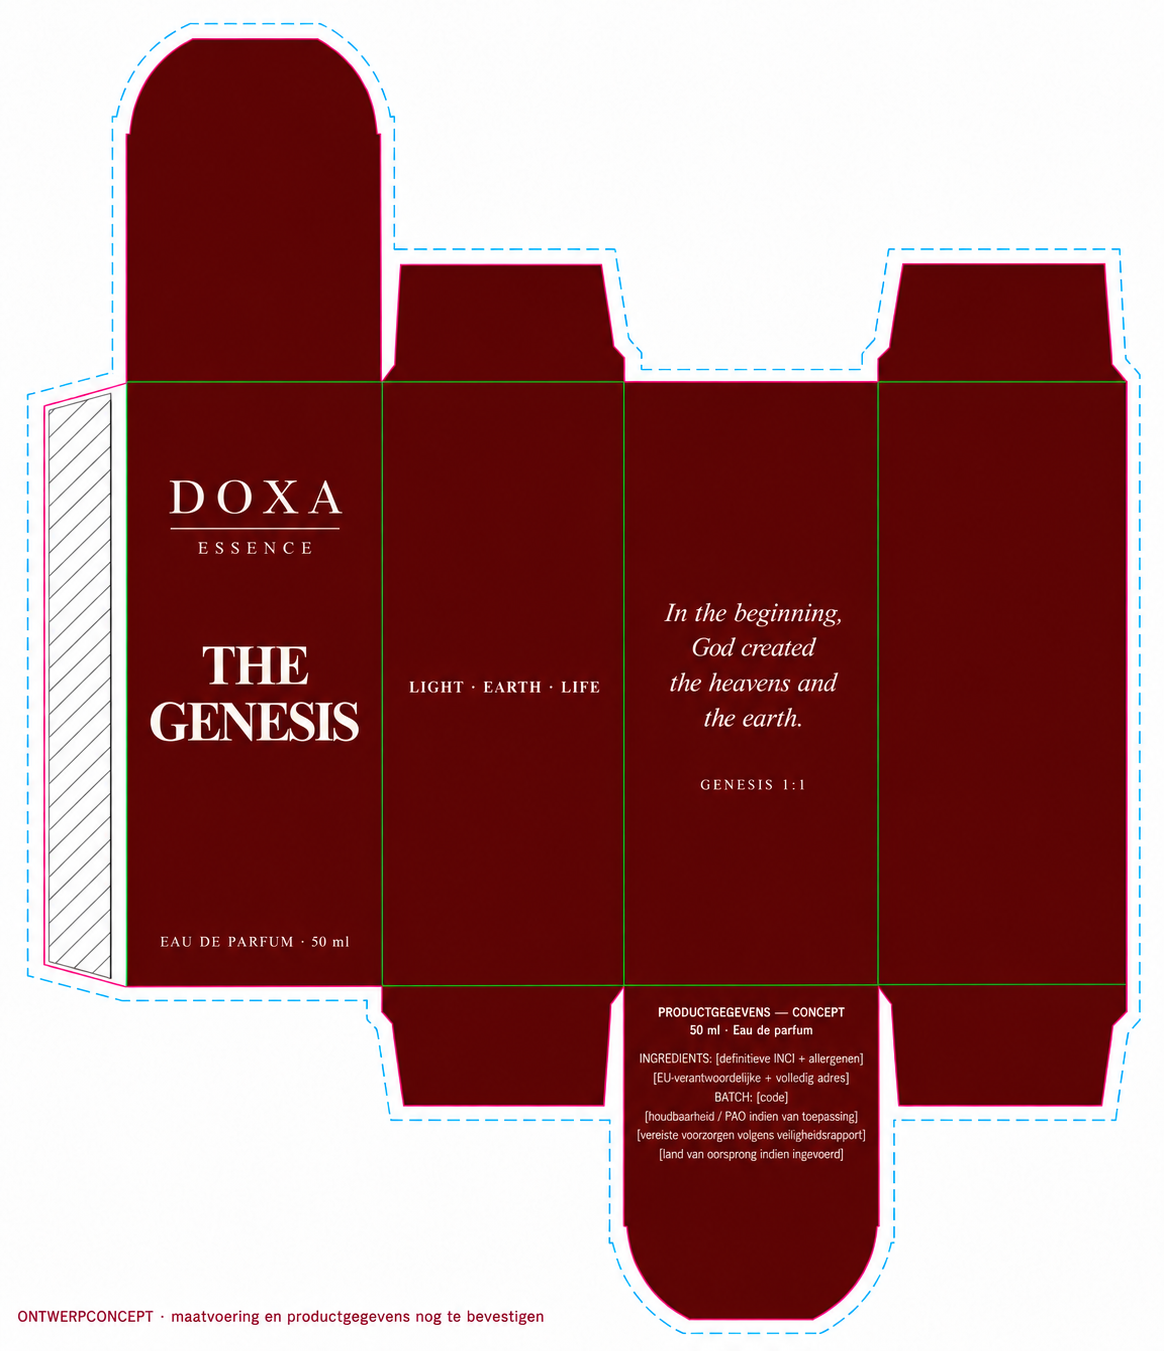 DOXA
ESSENCE
THE
GENESIS
EAU DE PARFUM · 50 ml
LIGHT · EARTH · LIFE
In the beginning,
God created
the heavens and
the earth.
GENESIS 1:1
PRODUCTGEGEVENS — CONCEPT
50 ml · Eau de parfum
INGREDIENTS: [definitieve INCI + allergenen]
[EU-verantwoordelijke + volledig adres]
BATCH: [code]
[houdbaarheid / PAO indien van toepassing]
[vereiste voorzorgen volgens veiligheidsrapport]
[land van oorsprong indien ingevoerd]
ONTWERPCONCEPT · maatvoering en productgegevens nog te bevestigen